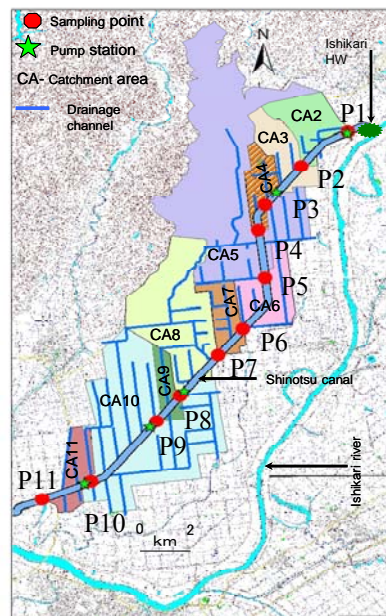 Sampling point
Pump station
CA- Catchment area
Drainage
channel
N
Ishikari
HW
P1
CA2
CA3
P2
CA4
P3
P4
CA5
P5
CA7
CA6
P6
CA8
P7
Shinotsu canal
CA9
CA10
P8
P9
CA11
Ishikari river
P11
P10
0 2
km